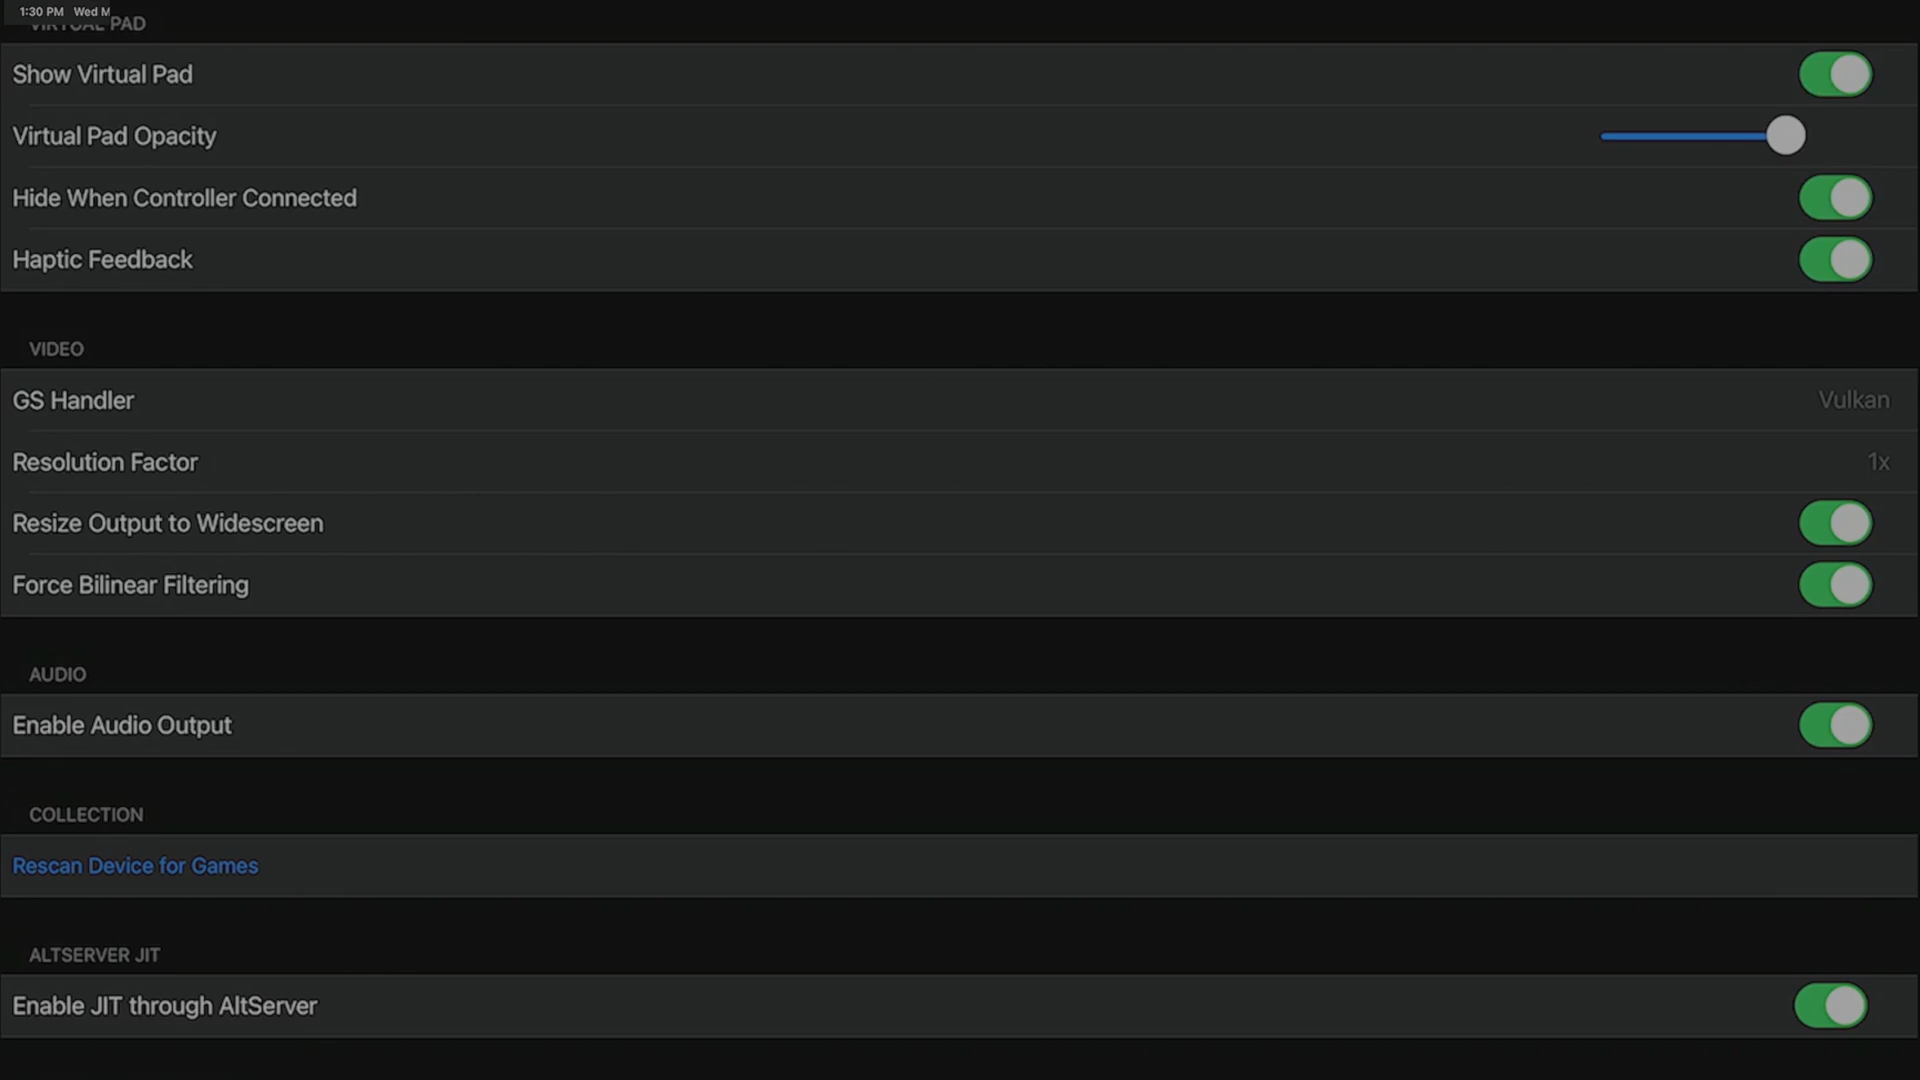 1:30 PM Wed M
VIRTUAL PAD
Show Virtual Pad
Virtual Pad Opacity
Hide When Controller Connected
Haptic Feedback
VIDEO
GS Handler Vulkan
Resolution Factor 1x
Resize Output to Widescreen
Force Bilinear Filtering
AUDIO
Enable Audio Output
COLLECTION
Rescan Device for Games
ALTSERVER JIT
Enable JIT through AltServer